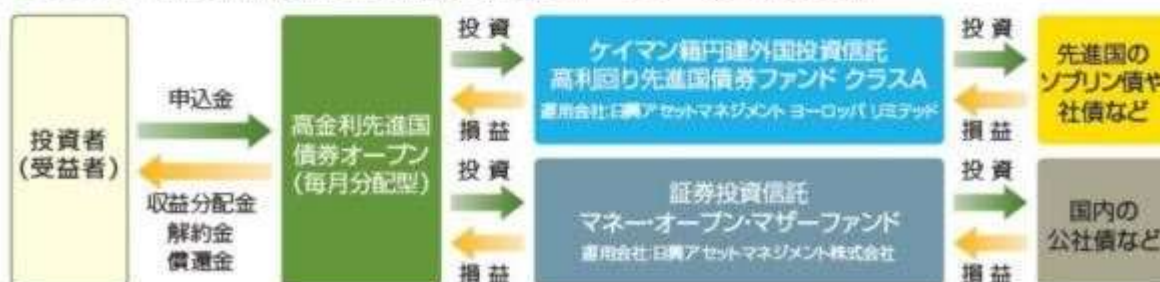 投資者
(受益者)
申込金
収益分配金
解約金
償還金
高金利先進国
債券オープン
(毎月分配型)
投資
損益
ケイマン籍円建外国投資信託
高利回り先進国債券ファンド クラスA
運用会社:日興アセットマネジメント ヨーロッパ リミテッド
投資
損益
先進国の
ソブリン債や
社債など
投資
損益
証券投資信託
マネー・オープン・マザーファンド
運用会社:日興アセットマネジメント株式会社
投資
損益
国内の
公社債など